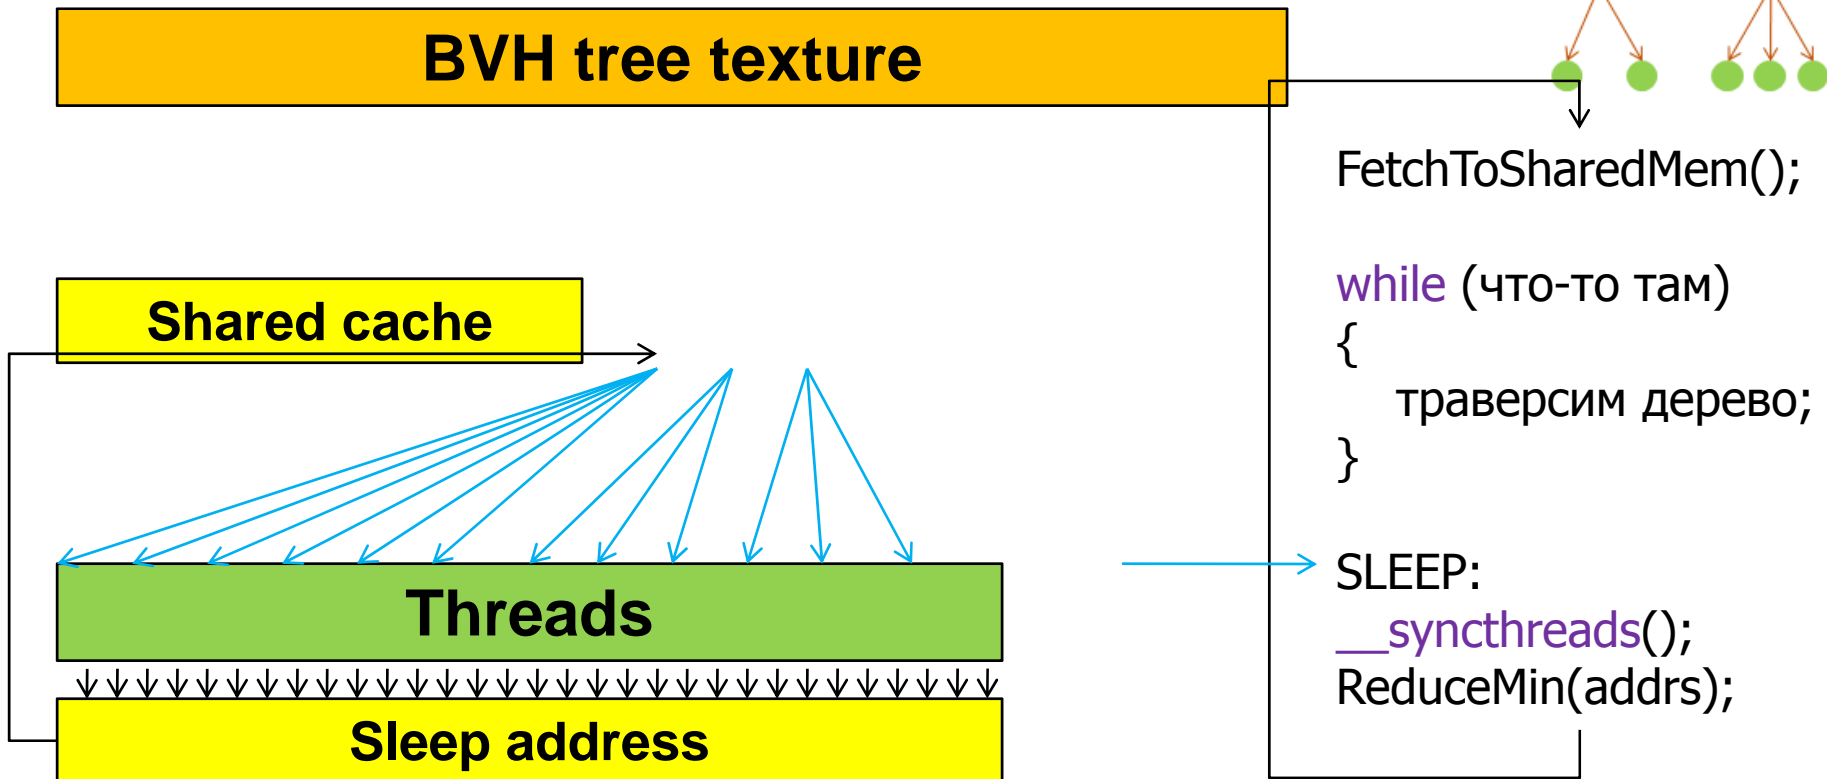 BVH tree texture
Shared cache
Threads
Sleep address
FetchToSharedMem();
while (что-то там)
{
траверсим дерево;
}
SLEEP:
__syncthreads();
ReduceMin(addrs);